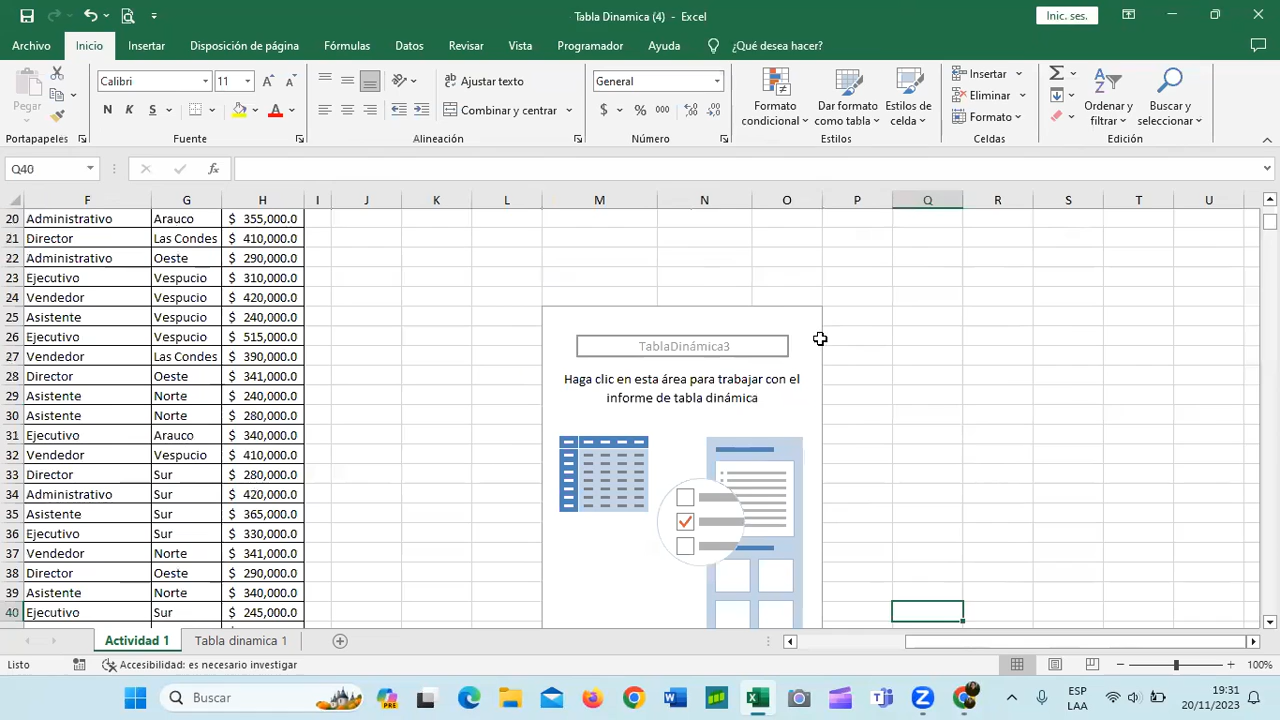 Tabla Dinamica (4) - Excel
Inic. ses.
Archivo Inicio Insertar Disposición de página Fórmulas Datos Revisar Vista Programador Ayuda ¿Qué desea hacer?
Pegar
Portapapeles
Calibri 11
N K S
Fuente
Ajustar texto
Combinar y centrar
Alineación
General
$ % 000
Número
Formato condicional
Dar formato como tabla
Estilos de celda
Estilos
Insertar
Eliminar
Formato
Celdas
Ordenar y filtrar
Buscar y seleccionar
Edición
Q40 fx
F G H I J K L M N O P Q R S T U
20 Administrativo Arauco $ 355,000.0
21 Director Las Condes $ 410,000.0
22 Administrativo Oeste $ 290,000.0
23 Ejecutivo Vespucio $ 310,000.0
24 Vendedor Vespucio $ 420,000.0
25 Asistente Vespucio $ 240,000.0
26 Ejecutivo Vespucio $ 515,000.0
27 Vendedor Las Condes $ 390,000.0
28 Director Oeste $ 341,000.0
29 Asistente Norte $ 240,000.0
30 Asistente Norte $ 280,000.0
31 Ejecutivo Arauco $ 340,000.0
32 Vendedor Vespucio $ 410,000.0
33 Director Sur $ 280,000.0
34 Administrativo Sur $ 420,000.0
35 Asistente Sur $ 365,000.0
36 Ejecutivo Sur $ 330,000.0
37 Vendedor Norte $ 341,000.0
38 Director Oeste $ 290,000.0
39 Asistente Norte $ 340,000.0
40 Ejecutivo Sur $ 245,000.0
TablaDinámica3
Haga clic en esta área para trabajar con el
informe de tabla dinámica
Actividad 1 Tabla dinamica 1
Listo Accesibilidad: es necesario investigar 100%
Buscar
PRE
ESP
LAA
19:31
20/11/2023